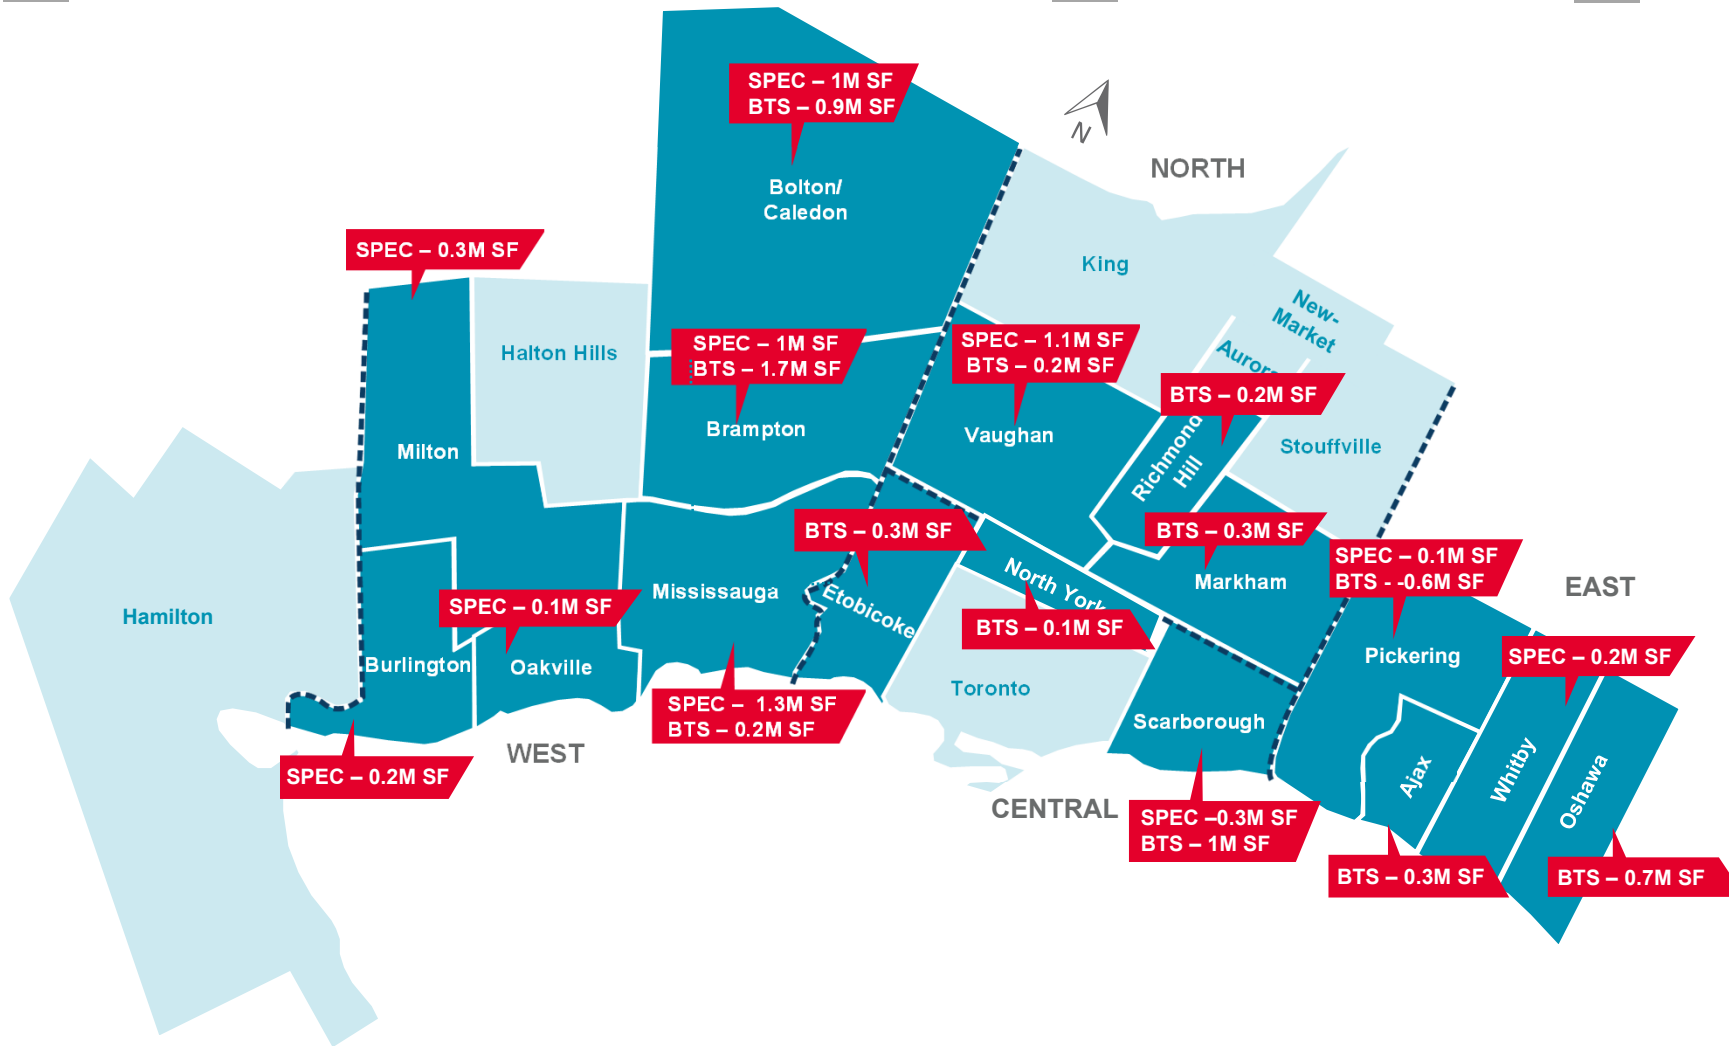 SPEC – 1M SF
BTS – 0.9M SF
Bolton/
Caledon
N
NORTH
SPEC – 0.3M SF
King
New-
Market
Halton Hills
SPEC – 1M SF
BTS – 1.7M SF
SPEC – 1.1M SF
BTS – 0.2M SF
BTS – 0.2M SF
Milton
Brampton
Vaughan
Richmond
Hill
Stouffville
BTS – 0.3M SF
BTS – 0.3M SF
SPEC – 0.1M SF
BTS - -0.6M SF
EAST
Hamilton
SPEC – 0.1M SF
Mississauga
Etobicoke
North York
Markham
BTS – 0.1M SF
Burlington
Oakville
Pickering
SPEC – 0.2M SF
Toronto
SPEC – 1.3M SF
BTS – 0.2M SF
Scarborough
WEST
SPEC – 0.2M SF
Ajax
Whitby
Oshawa
CENTRAL
SPEC –0.3M SF
BTS – 1M SF
BTS – 0.3M SF
BTS – 0.7M SF